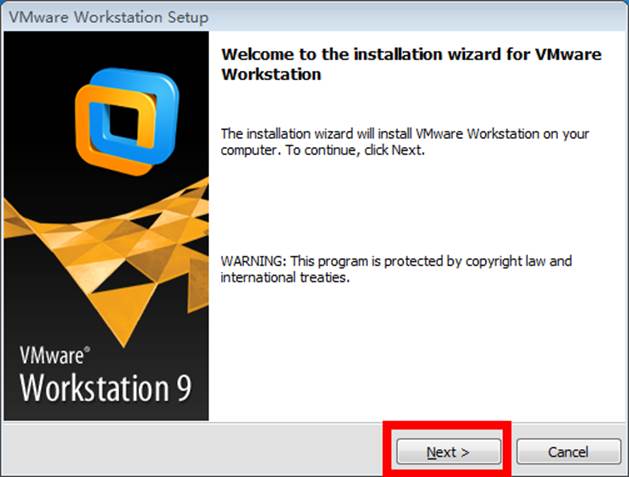 VMware Workstation Setup
Welcome to the installation wizard for VMware
Workstation
The installation wizard will install VMware Workstation on your
computer. To continue, click Next.
WARNING: This program is protected by copyright law and
international treaties.
VMware®
Workstation 9
Next >
Cancel